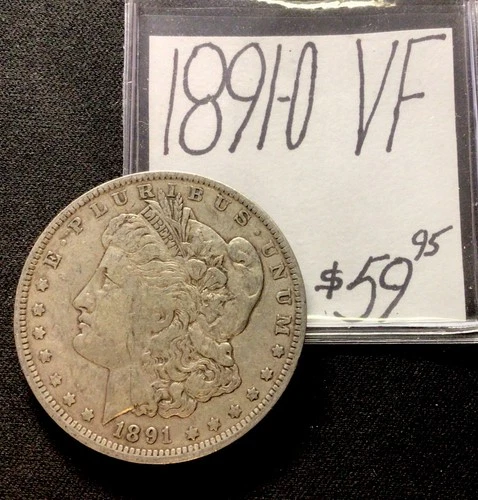 1891-O VF
$59.95
E·PLURIBUS·UNUM
LIBERTY
1891